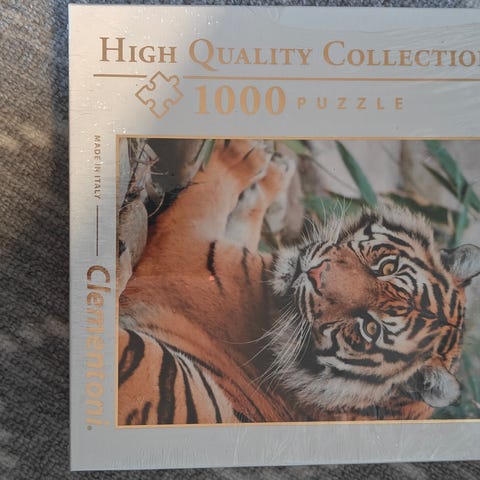 HIGH QUALITY COLLECTIO
1000 PUZZLE
MADE IN ITALY
Clementoni®